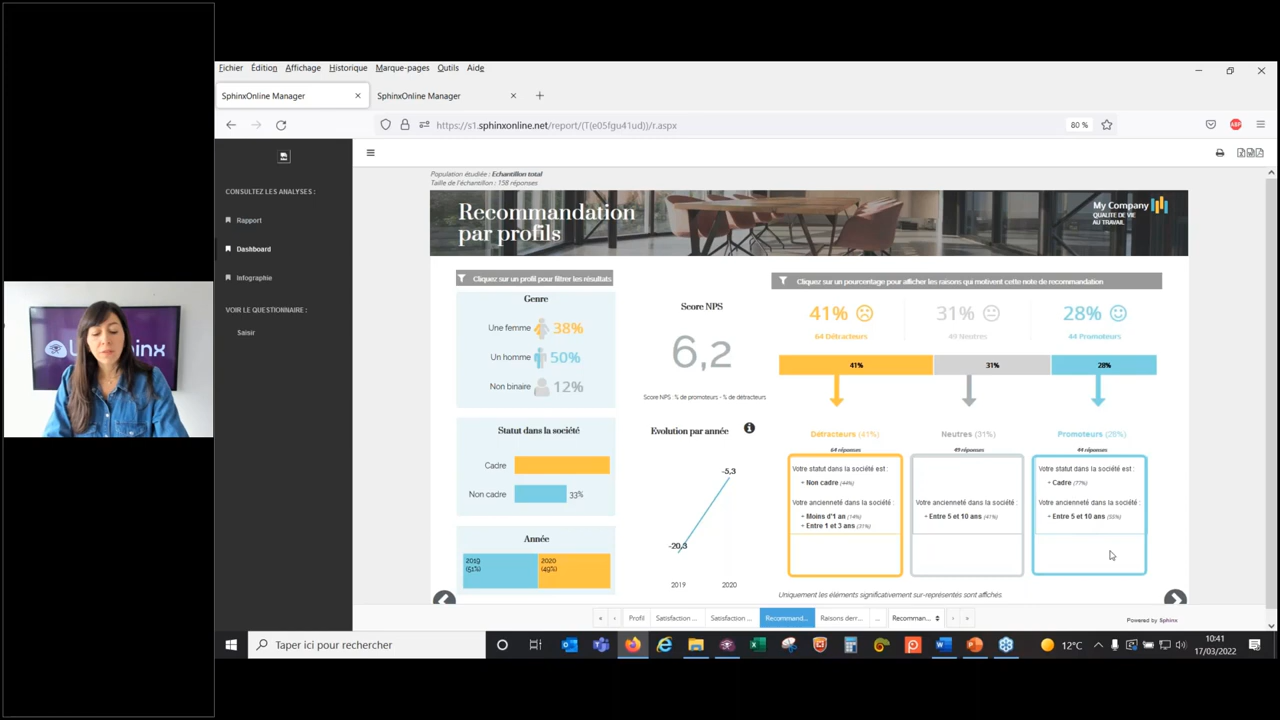 Fichier Édition Affichage Historique Marque-pages Outils Aide
SphinxOnline Manager
SphinxOnline Manager
https://s1.sphinxonline.net/report/(T(e05fgu41ud))/r.aspx
80 %
CONSULTEZ LES ANALYSES :
Rapport
Dashboard
Infographie
VOIR LE QUESTIONNAIRE :
Saisir
Population étudiée : Echantillon total
Taille de l'échantillon : 158 réponses
Recommandation
par profils
My Company
QUALITE DE VIE
AU TRAVAIL
Cliquez sur un profil pour filtrer les résultats
Genre
Une femme 38%
Un homme 50%
Non binaire 12%
Statut dans la société
Cadre
Non cadre 33%
Année
2019
(51%)
2020
(49%)
Score NPS
6,2
Score NPS : % de promoteurs - % de détracteurs
Evolution par année
-5,3
-20,3
2019 2020
Cliquez sur un pourcentage pour afficher les raisons qui motivent cette note de recommandation
41% 31% 28%
64 Détracteurs 49 Neutres 44 Promoteurs
41% 31% 28%
Détracteurs (41%)
64 réponses
Votre statut dans la société est :
- Non cadre (44%)
Votre ancienneté dans la société :
- Moins d'1 an (14%)
- Entre 1 et 3 ans (31%)
Neutres (31%)
49 réponses
Votre ancienneté dans la société :
- Entre 5 et 10 ans (41%)
Promoteurs (28%)
44 réponses
Votre statut dans la société est :
- Cadre (77%)
Votre ancienneté dans la société :
- Entre 5 et 10 ans (55%)
Uniquement les éléments significativement sur-représentés sont affichés
Profil Satisfaction ... Satisfaction ... Recommand... Raisons derr... ... Recomman...
Powered by Sphinx
Taper ici pour rechercher
12°C
10:41
17/03/2022